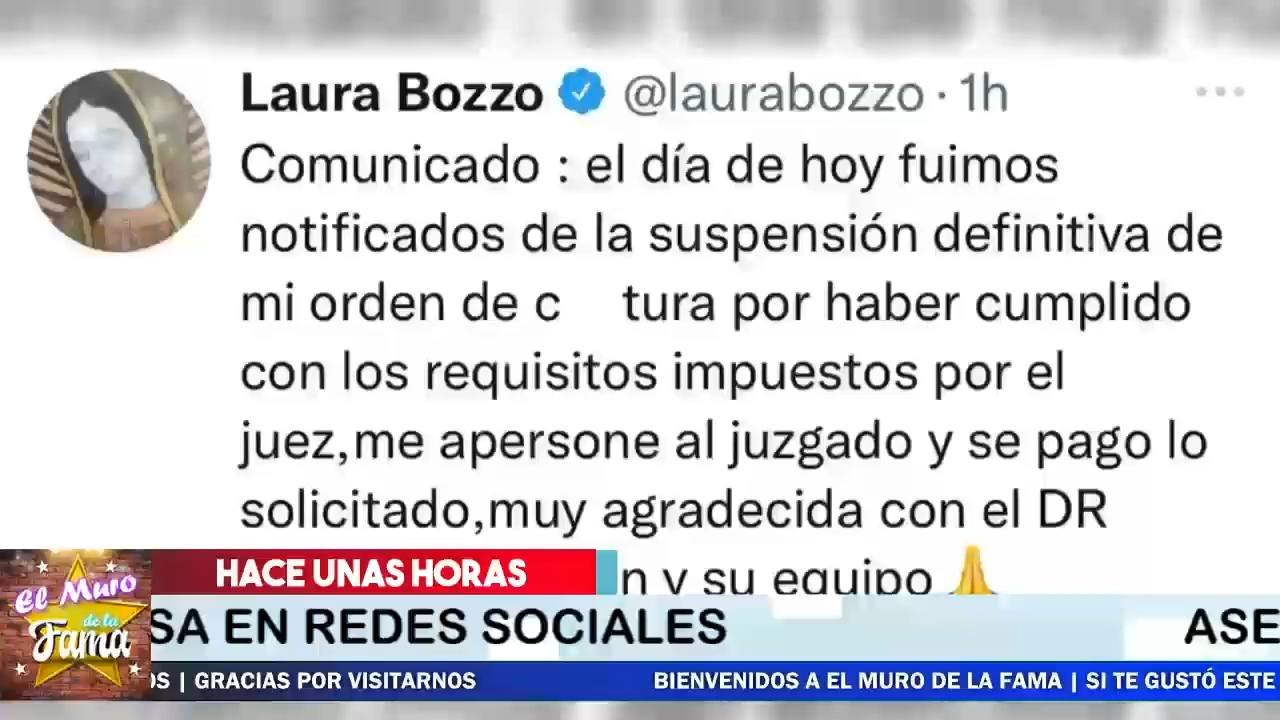 Laura Bozzo @laurabozzo · 1h
Comunicado : el día de hoy fuimos
notificados de la suspensión definitiva de
mi orden de c tura por haber cumplido
con los requisitos impuestos por el
juez,me apersone al juzgado y se pago lo
solicitado,muy agradecida con el DR
n y su equipo 🙏
HACE UNAS HORAS
El Muro
de la
Fama
SA EN REDES SOCIALES ASE
OS | GRACIAS POR VISITARNOS BIENVENIDOS A EL MURO DE LA FAMA | SI TE GUSTÓ ESTE